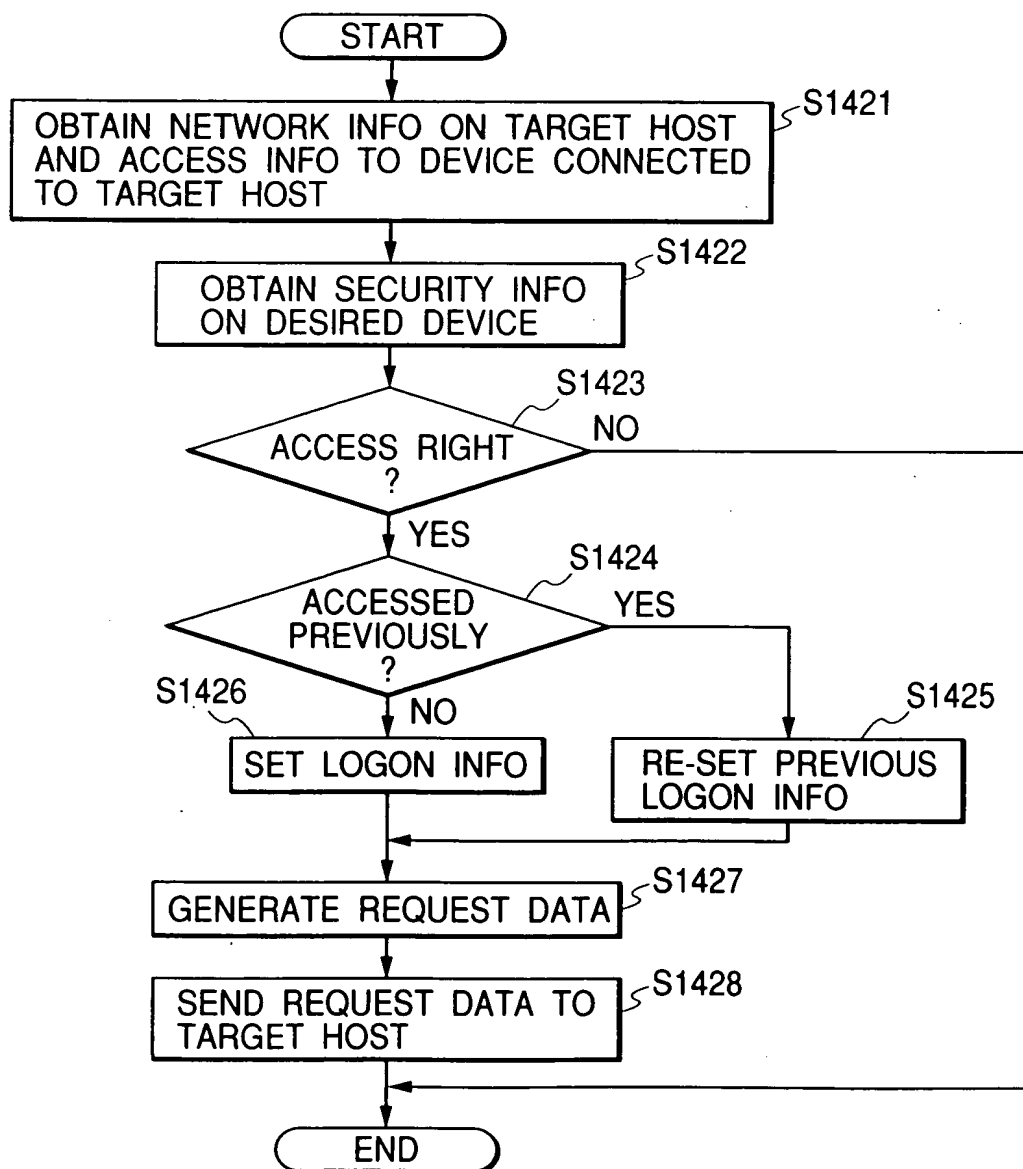 START
S1421
OBTAIN NETWORK INFO ON TARGET HOST
AND ACCESS INFO TO DEVICE CONNECTED
TO TARGET HOST
S1422
OBTAIN SECURITY INFO
ON DESIRED DEVICE
S1423
ACCESS RIGHT
?
NO
YES
S1424
ACCESSED
PREVIOUSLY
?
YES
S1426
NO
S1425
SET LOGON INFO
RE-SET PREVIOUS
LOGON INFO
S1427
GENERATE REQUEST DATA
S1428
SEND REQUEST DATA TO
TARGET HOST
END